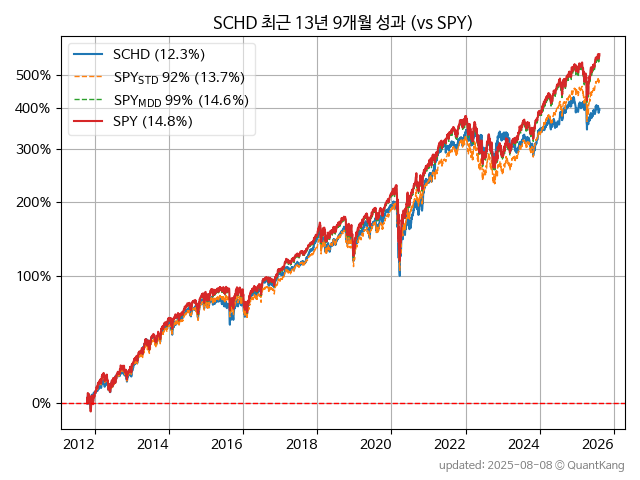 SCHD 최근 13년 9개월 성과 (vs SPY)
SCHD (12.3%)
SPY_STD 92% (13.7%)
SPY_MDD 99% (14.6%)
SPY (14.8%)
500%
400%
300%
200%
100%
0%
2012 2014 2016 2018 2020 2022 2024 2026
updated: 2025-08-08 © QuantKang